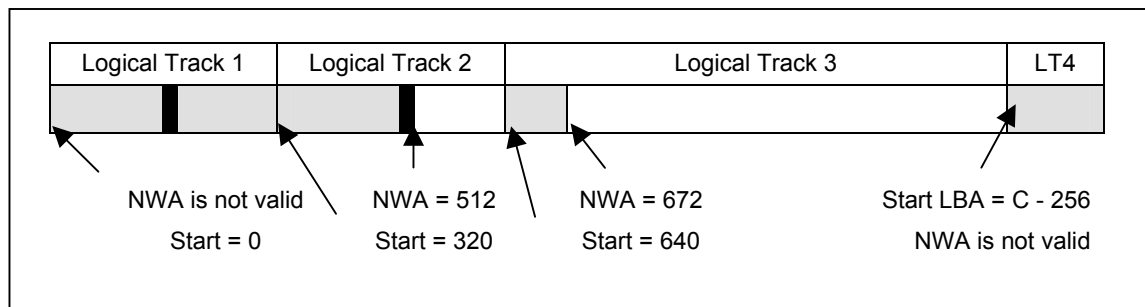 Logical Track 1 Logical Track 2 Logical Track 3 LT4
NWA is not valid NWA = 512 NWA = 672 Start LBA = C - 256
Start = 0 Start = 320 Start = 640 NWA is not valid